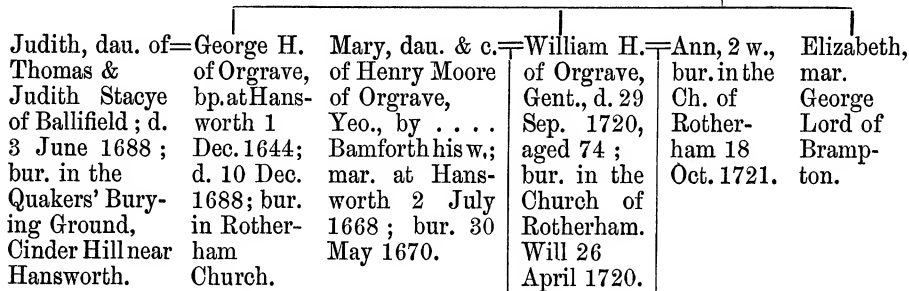 Judith, dau. of=
Thomas &
Judith Stacye
of Ballifield ; d.
3 June 1688 ;
bur. in the
Quakers' Bury-
ing Ground,
Cinder Hill near
Hansworth.
George H.
of Orgrave,
bp. at Hans-
worth 1
Dec. 1644;
d. 10 Dec.
1688; bur.
in Rother-
ham
Church.
Mary, dau. & c.=
of Henry Moore
of Orgrave,
Yeo., by . . . .
Bamforth his w.;
mar. at Hans-
worth 2 July
1668 ; bur. 30
May 1670.
William H.=
of Orgrave,
Gent., d. 29
Sep. 1720,
aged 74 ;
bur. in the
Church of
Rotherham.
Will 26
April 1720.
Ann, 2 w.,
bur. in the
Ch. of
Rother-
ham 18
Oct. 1721.
Elizabeth,
mar.
George
Lord of
Bramp-
ton.